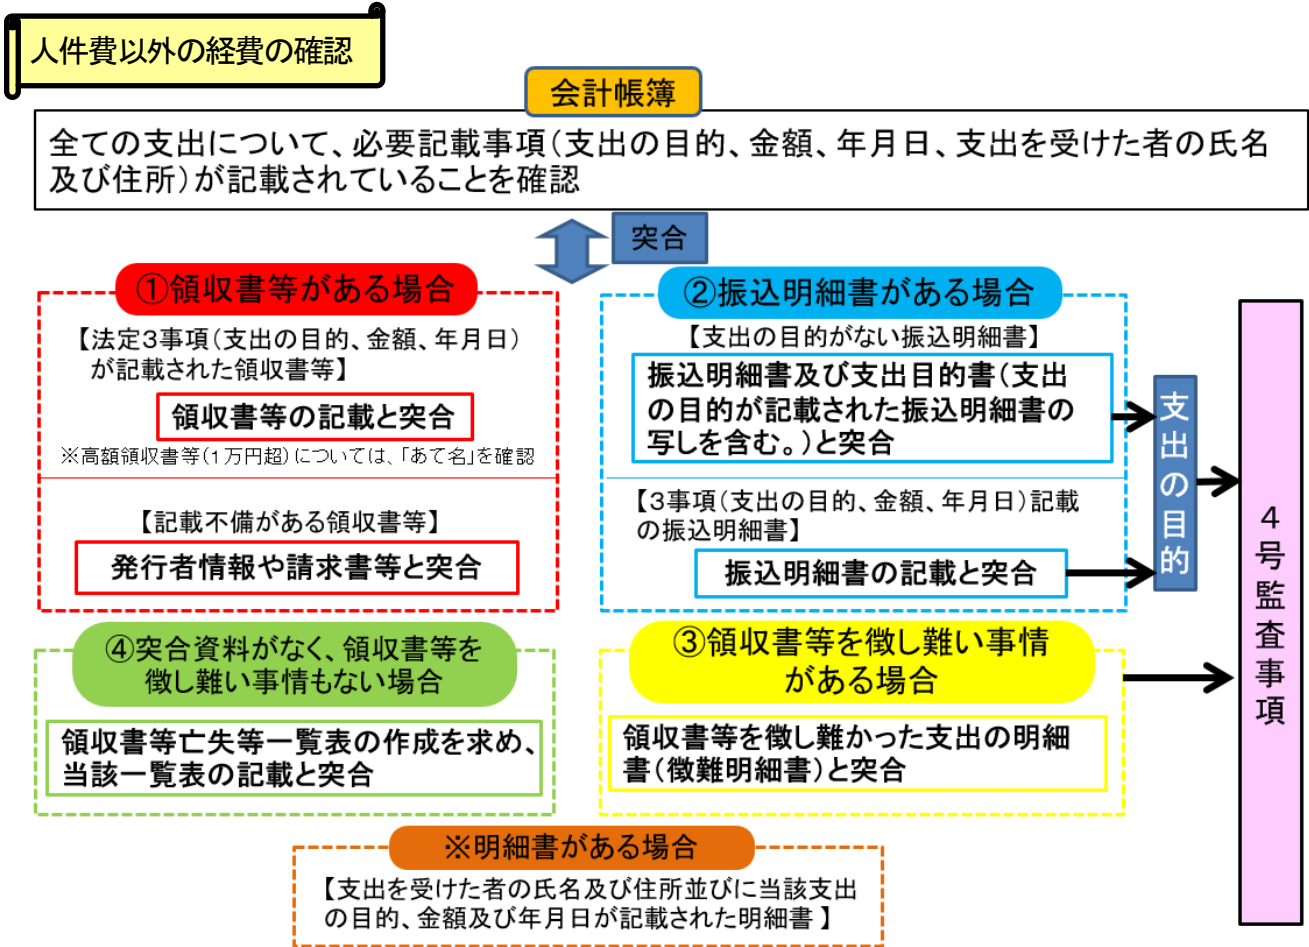 人件費以外の経費の確認
会計帳簿
全ての支出について、必要記載事項(支出の目的、金額、年月日、支出を受けた者の氏名
及び住所)が記載されていることを確認
突合
①領収書等がある場合
【法定3事項(支出の目的、金額、年月日)
が記載された領収書等】
領収書等の記載と突合
※高額領収書等(1万円超)については、「あて名」を確認
【記載不備がある領収書等】
発行者情報や請求書等と突合
②振込明細書がある場合
【支出の目的がない振込明細書】
振込明細書及び支出目的書(支出
の目的が記載された振込明細書の
写しを含む。)と突合
【3事項(支出の目的、金額、年月日)記載
の振込明細書】
振込明細書の記載と突合
支出の目的
4号監査事項
④突合資料がなく、領収書等を
徴し難い事情もない場合
領収書等亡失等一覧表の作成を求め、
当該一覧表の記載と突合
③領収書等を徴し難い事情
がある場合
領収書等を徴し難かった支出の明細
書(徴難明細書)と突合
※明細書がある場合
【支出を受けた者の氏名及び住所並びに当該支出
の目的、金額及び年月日が記載された明細書】